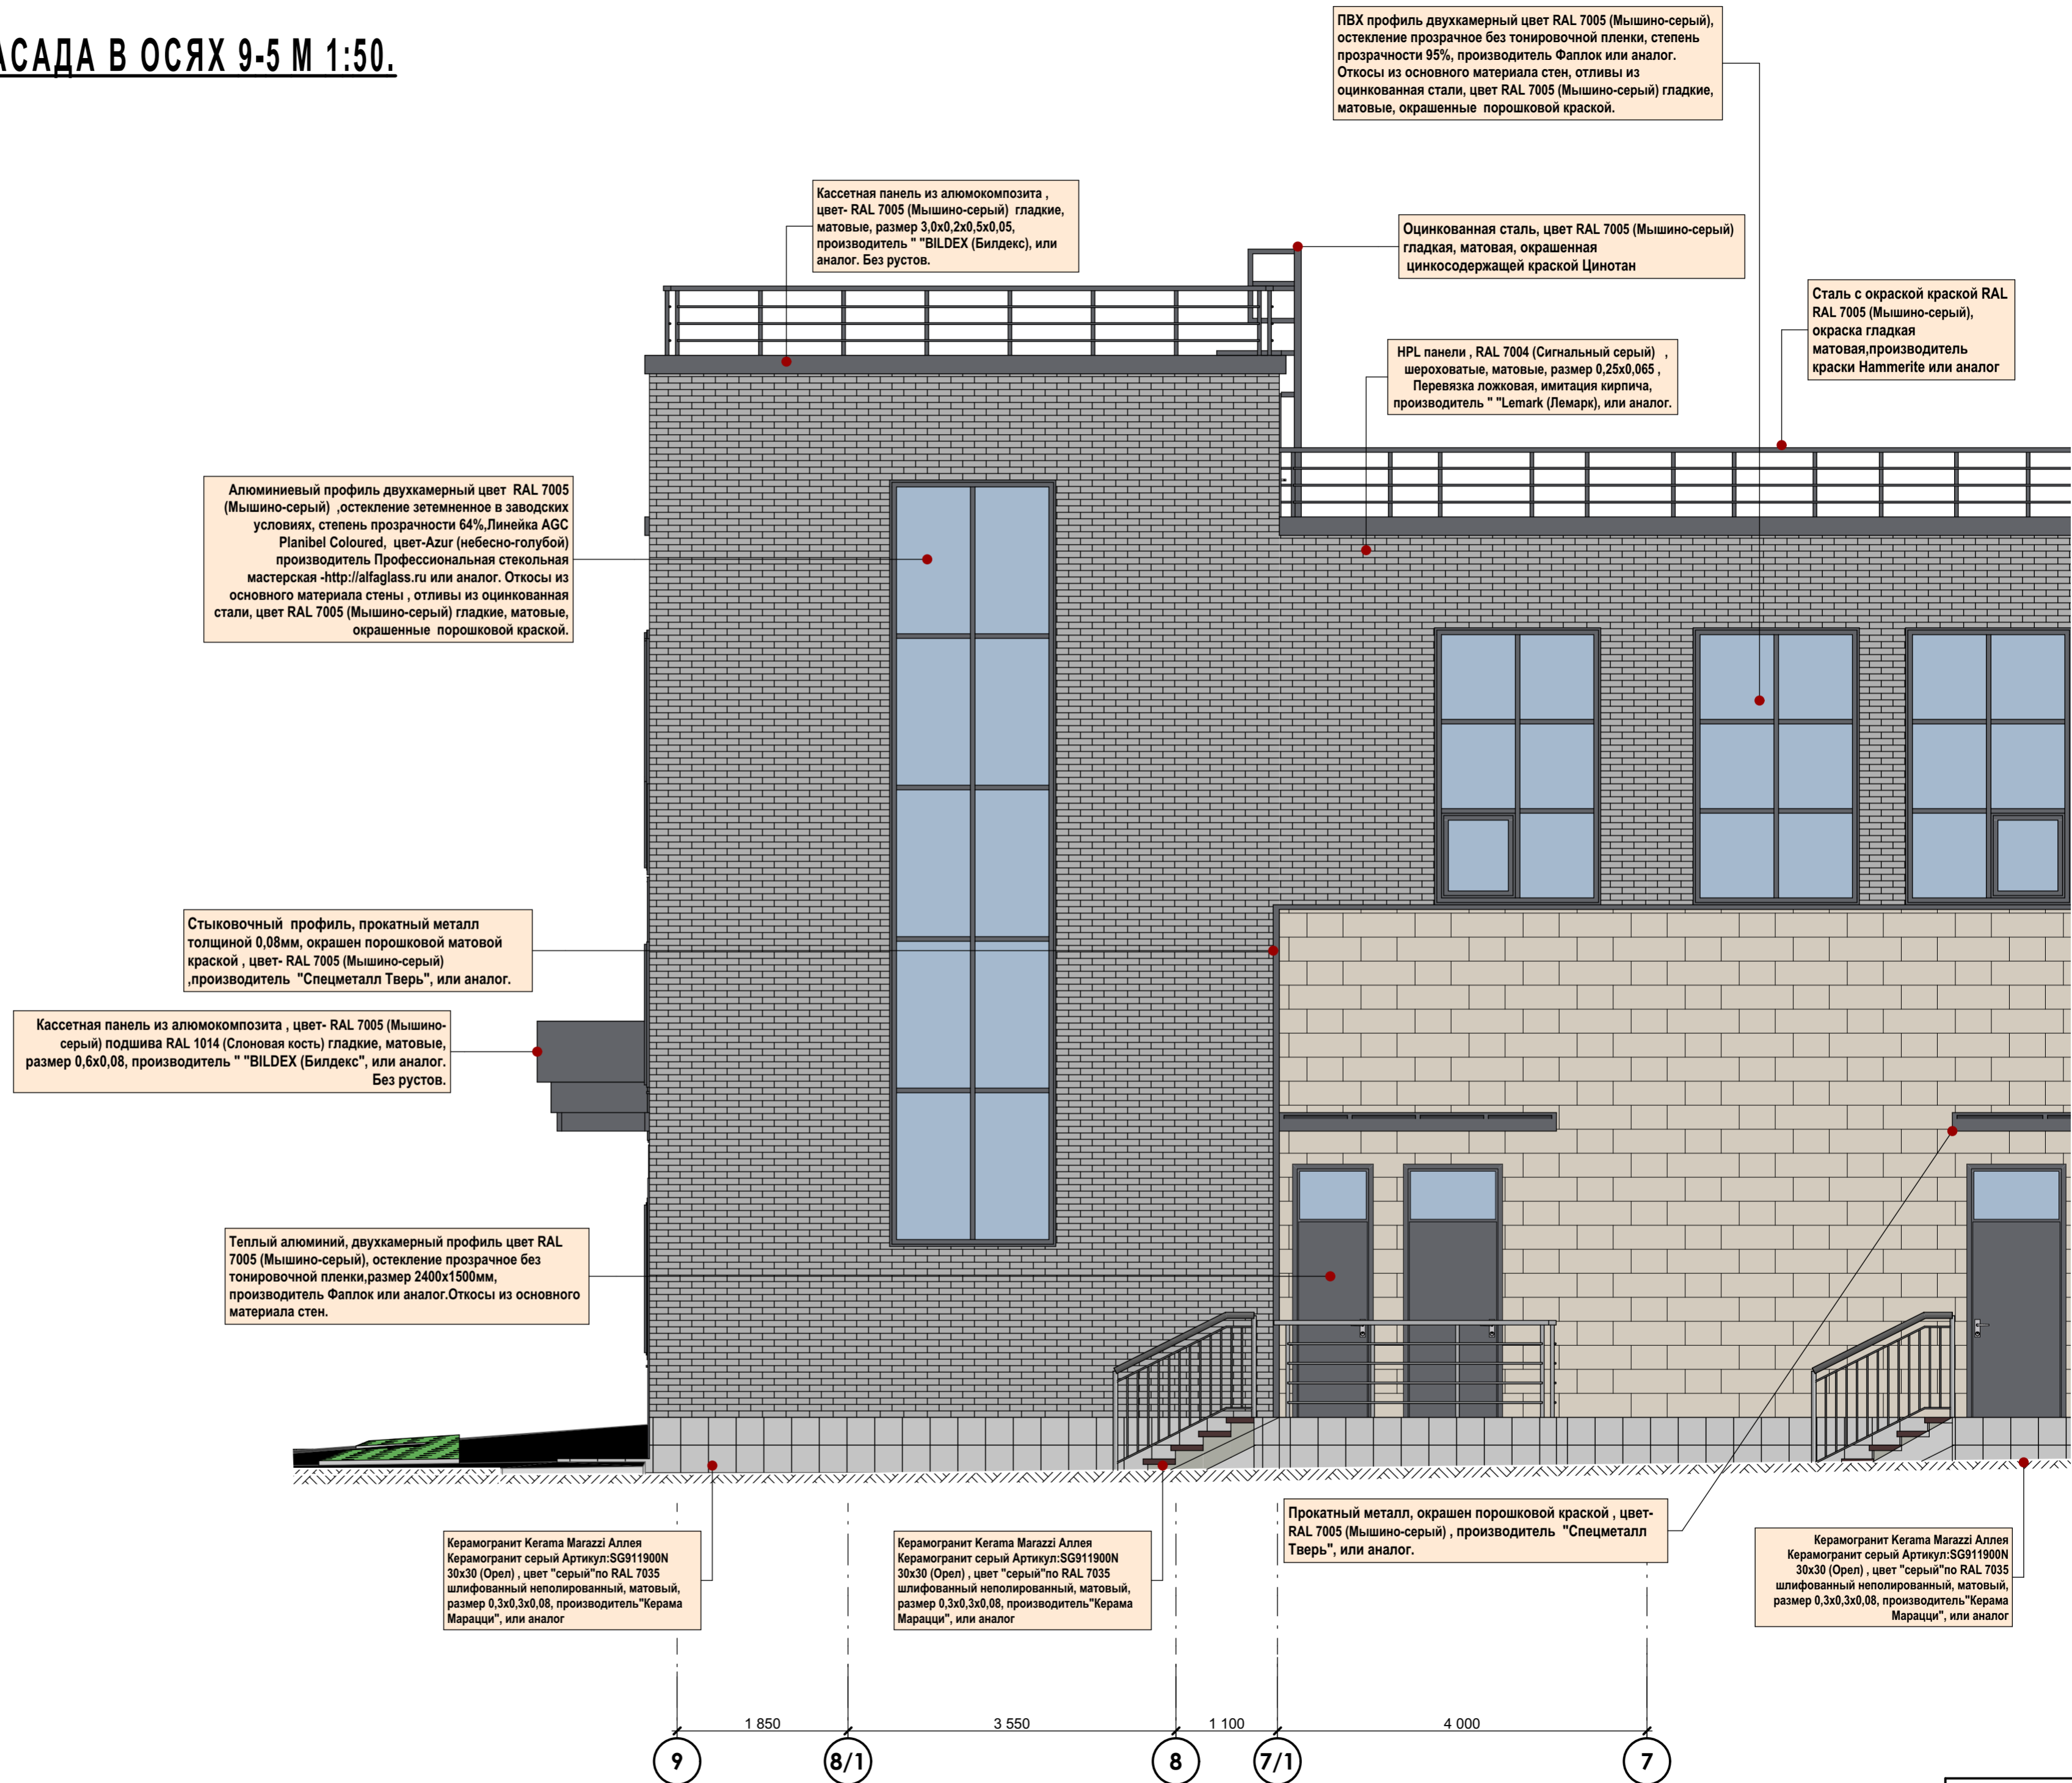 АСАДА В ОСЯХ 9-5 М 1:50.
ПВХ профиль двухкамерный цвет RAL 7005 (Мышино-серый),
остекление прозрачное без тонировочной пленки, степень
прозрачности 95%, производитель Фаплок или аналог.
Откосы из основного материала стен, отливы из
оцинкованная стали, цвет RAL 7005 (Мышино-серый) гладкие,
матовые, окрашенные порошковой краской.
Кассетная панель из алюмокомпозита ,
цвет- RAL 7005 (Мышино-серый) гладкие,
матовые, размер 3,0х0,2х0,5х0,05,
производитель " "BILDEX (Билдекс), или
аналог. Без рустов.
Оцинкованная сталь, цвет RAL 7005 (Мышино-серый)
гладкая, матовая, окрашенная
цинкосодержащей краской Цинотан
Сталь с окраской краской RAL
RAL 7005 (Мышино-серый),
окраска гладкая
матовая,производитель
краски Hammerite или аналог
HPL панели , RAL 7004 (Сигнальный серый) ,
шероховатые, матовые, размер 0,25х0,065 ,
Перевязка ложковая, имитация кирпича,
производитель " "Lemark (Лемарк), или аналог.
Алюминиевый профиль двухкамерный цвет RAL 7005
(Мышино-серый) ,остекление зетемненное в заводских
условиях, степень прозрачности 64%,Линейка AGC
Planibel Coloured, цвет-Azur (небесно-голубой)
производитель Профессиональная стекольная
мастерская -http://alfaglass.ru или аналог. Откосы из
основного материала стены , отливы из оцинкованная
стали, цвет RAL 7005 (Мышино-серый) гладкие, матовые,
окрашенные порошковой краской.
Стыковочный профиль, прокатный металл
толщиной 0,08мм, окрашен порошковой матовой
краской , цвет- RAL 7005 (Мышино-серый)
,производитель "Спецметалл Тверь", или аналог.
Кассетная панель из алюмокомпозита , цвет- RAL 7005 (Мышино-
серый) подшива RAL 1014 (Слоновая кость) гладкие, матовые,
размер 0,6х0,08, производитель " "BILDEX (Билдекс", или аналог.
Без рустов.
Теплый алюминий, двухкамерный профиль цвет RAL
7005 (Мышино-серый), остекление прозрачное без
тонировочной пленки,размер 2400х1500мм,
производитель Фаплок или аналог.Откосы из основного
материала стен.
Прокатный металл, окрашен порошковой краской , цвет-
RAL 7005 (Мышино-серый) , производитель "Спецметалл
Тверь", или аналог.
Керамогранит Kerama Marazzi Аллея
Керамогранит серый Артикул:SG911900N
30x30 (Орел) , цвет "серый"по RAL 7035
шлифованный неполированный, матовый,
размер 0,3х0,3х0,08, производитель"Керама
Марацци", или аналог
Керамогранит Kerama Marazzi Аллея
Керамогранит серый Артикул:SG911900N
30x30 (Орел) , цвет "серый"по RAL 7035
шлифованный неполированный, матовый,
размер 0,3х0,3х0,08, производитель"Керама
Марацци", или аналог
Керамогранит Kerama Marazzi Аллея
Керамогранит серый Артикул:SG911900N
30x30 (Орел) , цвет "серый"по RAL 7035
шлифованный неполированный, матовый,
размер 0,3х0,3х0,08, производитель"Керама
Марацци", или аналог
1 850 3 550 1 100 4 000
9 8/1 8 7/1 7